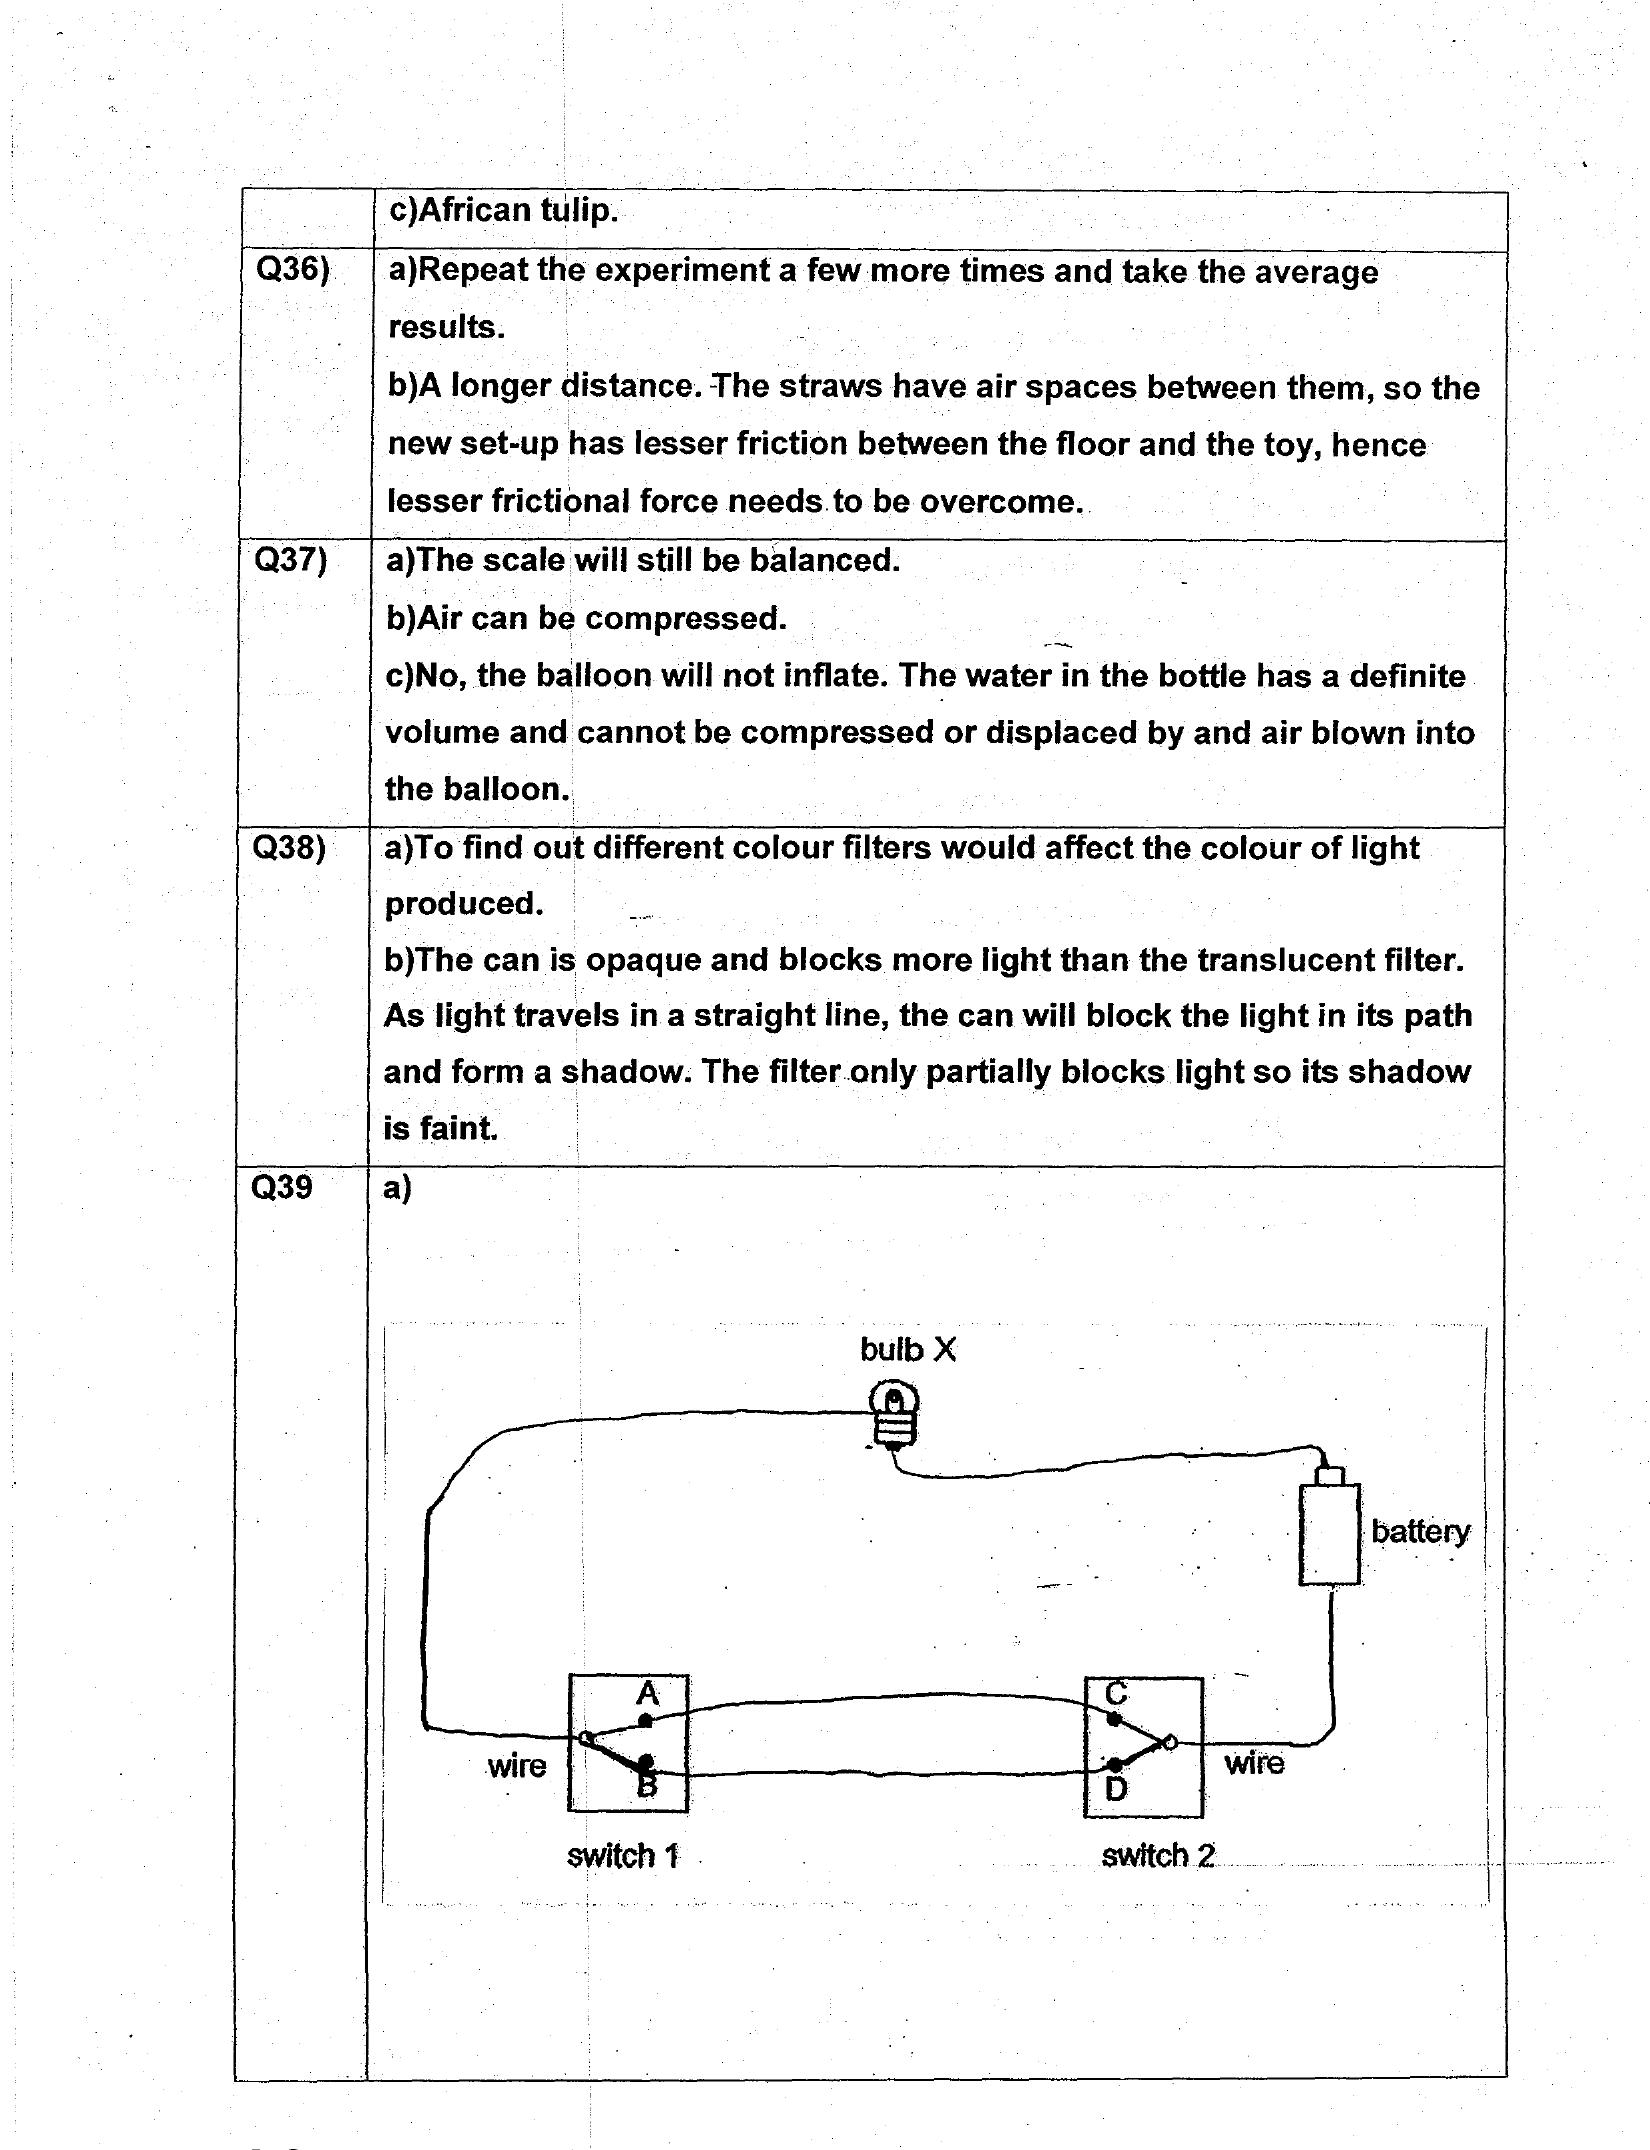 c)African tulip.
Q36) a)Repeat the experiment a few more times and take the average
results.
b)A longer distance. The straws have air spaces between them, so the
new set-up has lesser friction between the floor and the toy, hence
lesser frictional force needs to be overcome.
Q37) a)The scale will still be balanced.
b)Air can be compressed.
c)No, the balloon will not inflate. The water in the bottle has a definite
volume and cannot be compressed or displaced by and air blown into
the balloon.
Q38) a)To find out different colour filters would affect the colour of light
produced.
b)The can is opaque and blocks more light than the translucent filter.
As light travels in a straight line, the can will block the light in its path
and form a shadow. The filter only partially blocks light so its shadow
is faint.
Q39 a)
bulb X
battery
A C
wire wire
B D
switch 1 switch 2